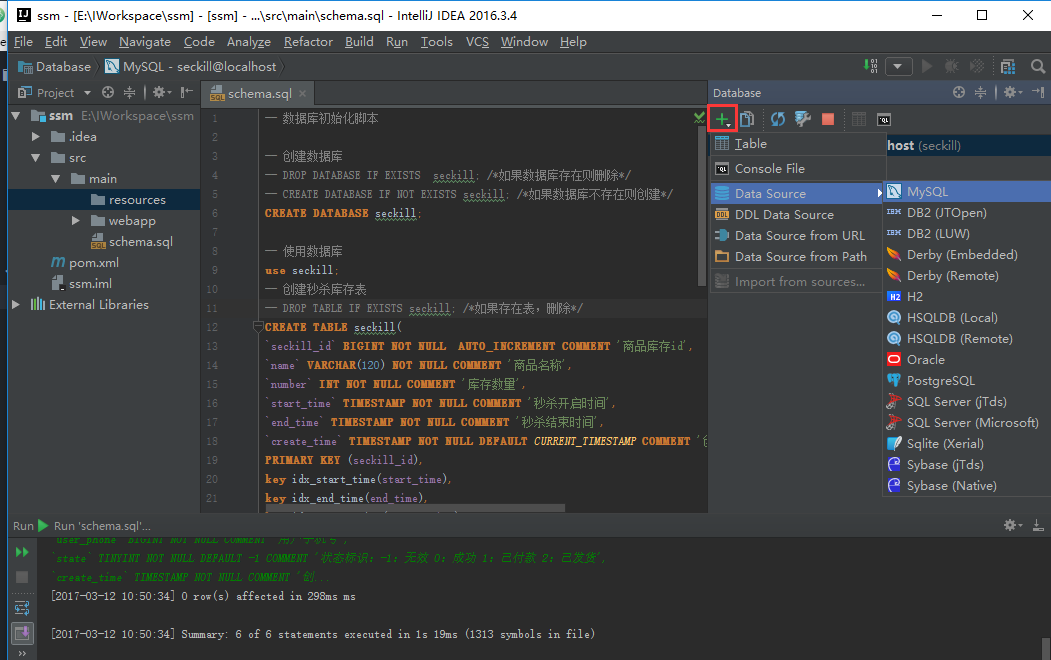 ssm - [E:\IWorkspace\ssm] - [ssm] - ...\src\main\schema.sql - IntelliJ IDEA 2016.3.4
File Edit View Navigate Code Analyze Refactor Build Run Tools VCS Window Help
Database MySQL - seckill@localhost
Project
schema.sql
Database
ssm E:\IWorkspace\ssm
.idea
src
main
resources
webapp
schema.sql
pom.xml
ssm.iml
External Libraries
1 -- 数据库初始化脚本
2
3 -- 创建数据库
4 -- DROP DATABASE IF EXISTS seckill; /*如果数据库存在则删除*/
5 -- CREATE DATABASE IF NOT EXISTS seckill; /*如果数据库不存在则创建*/
6 CREATE DATABASE seckill;
7
8 -- 使用数据库
9 use seckill;
10 -- 创建秒杀库存表
11 -- DROP TABLE IF EXISTS seckill; /*如果存在表，删除*/
12 CREATE TABLE seckill(
13 `seckill_id` BIGINT NOT NULL AUTO_INCREMENT COMMENT '商品库存id',
14 `name` VARCHAR(120) NOT NULL COMMENT '商品名称',
15 `number` INT NOT NULL COMMENT '库存数量',
16 `start_time` TIMESTAMP NOT NULL COMMENT '秒杀开启时间',
17 `end_time` TIMESTAMP NOT NULL COMMENT '秒杀结束时间',
18 `create_time` TIMESTAMP NOT NULL DEFAULT CURRENT_TIMESTAMP COMMENT '创
19 PRIMARY KEY (seckill_id),
20 key idx_start_time(start_time),
21 key idx_end_time(end_time),
host (seckill)
Table
Console File
Data Source
DDL Data Source
Data Source from URL
Data Source from Path
Import from sources...
MySQL
DB2 (JTOpen)
DB2 (LUW)
Derby (Embedded)
Derby (Remote)
H2
HSQLDB (Local)
HSQLDB (Remote)
Oracle
PostgreSQL
SQL Server (jTds)
SQL Server (Microsoft)
Sqlite (Xerial)
Sybase (jTds)
Sybase (Native)
Run Run 'schema.sql'...
`user_phone` BIGINT NOT NULL COMMENT '用户手机号',
`state` TINYINT NOT NULL DEFAULT -1 COMMENT '状态标识：-1：无效 0：成功 1：已付款 2：已发货',
`create_time` TIMESTAMP NOT NULL COMMENT '创...
[2017-03-12 10:50:34] 0 row(s) affected in 298ms ms
[2017-03-12 10:50:34] Summary: 6 of 6 statements executed in 1s 19ms (1313 symbols in file)